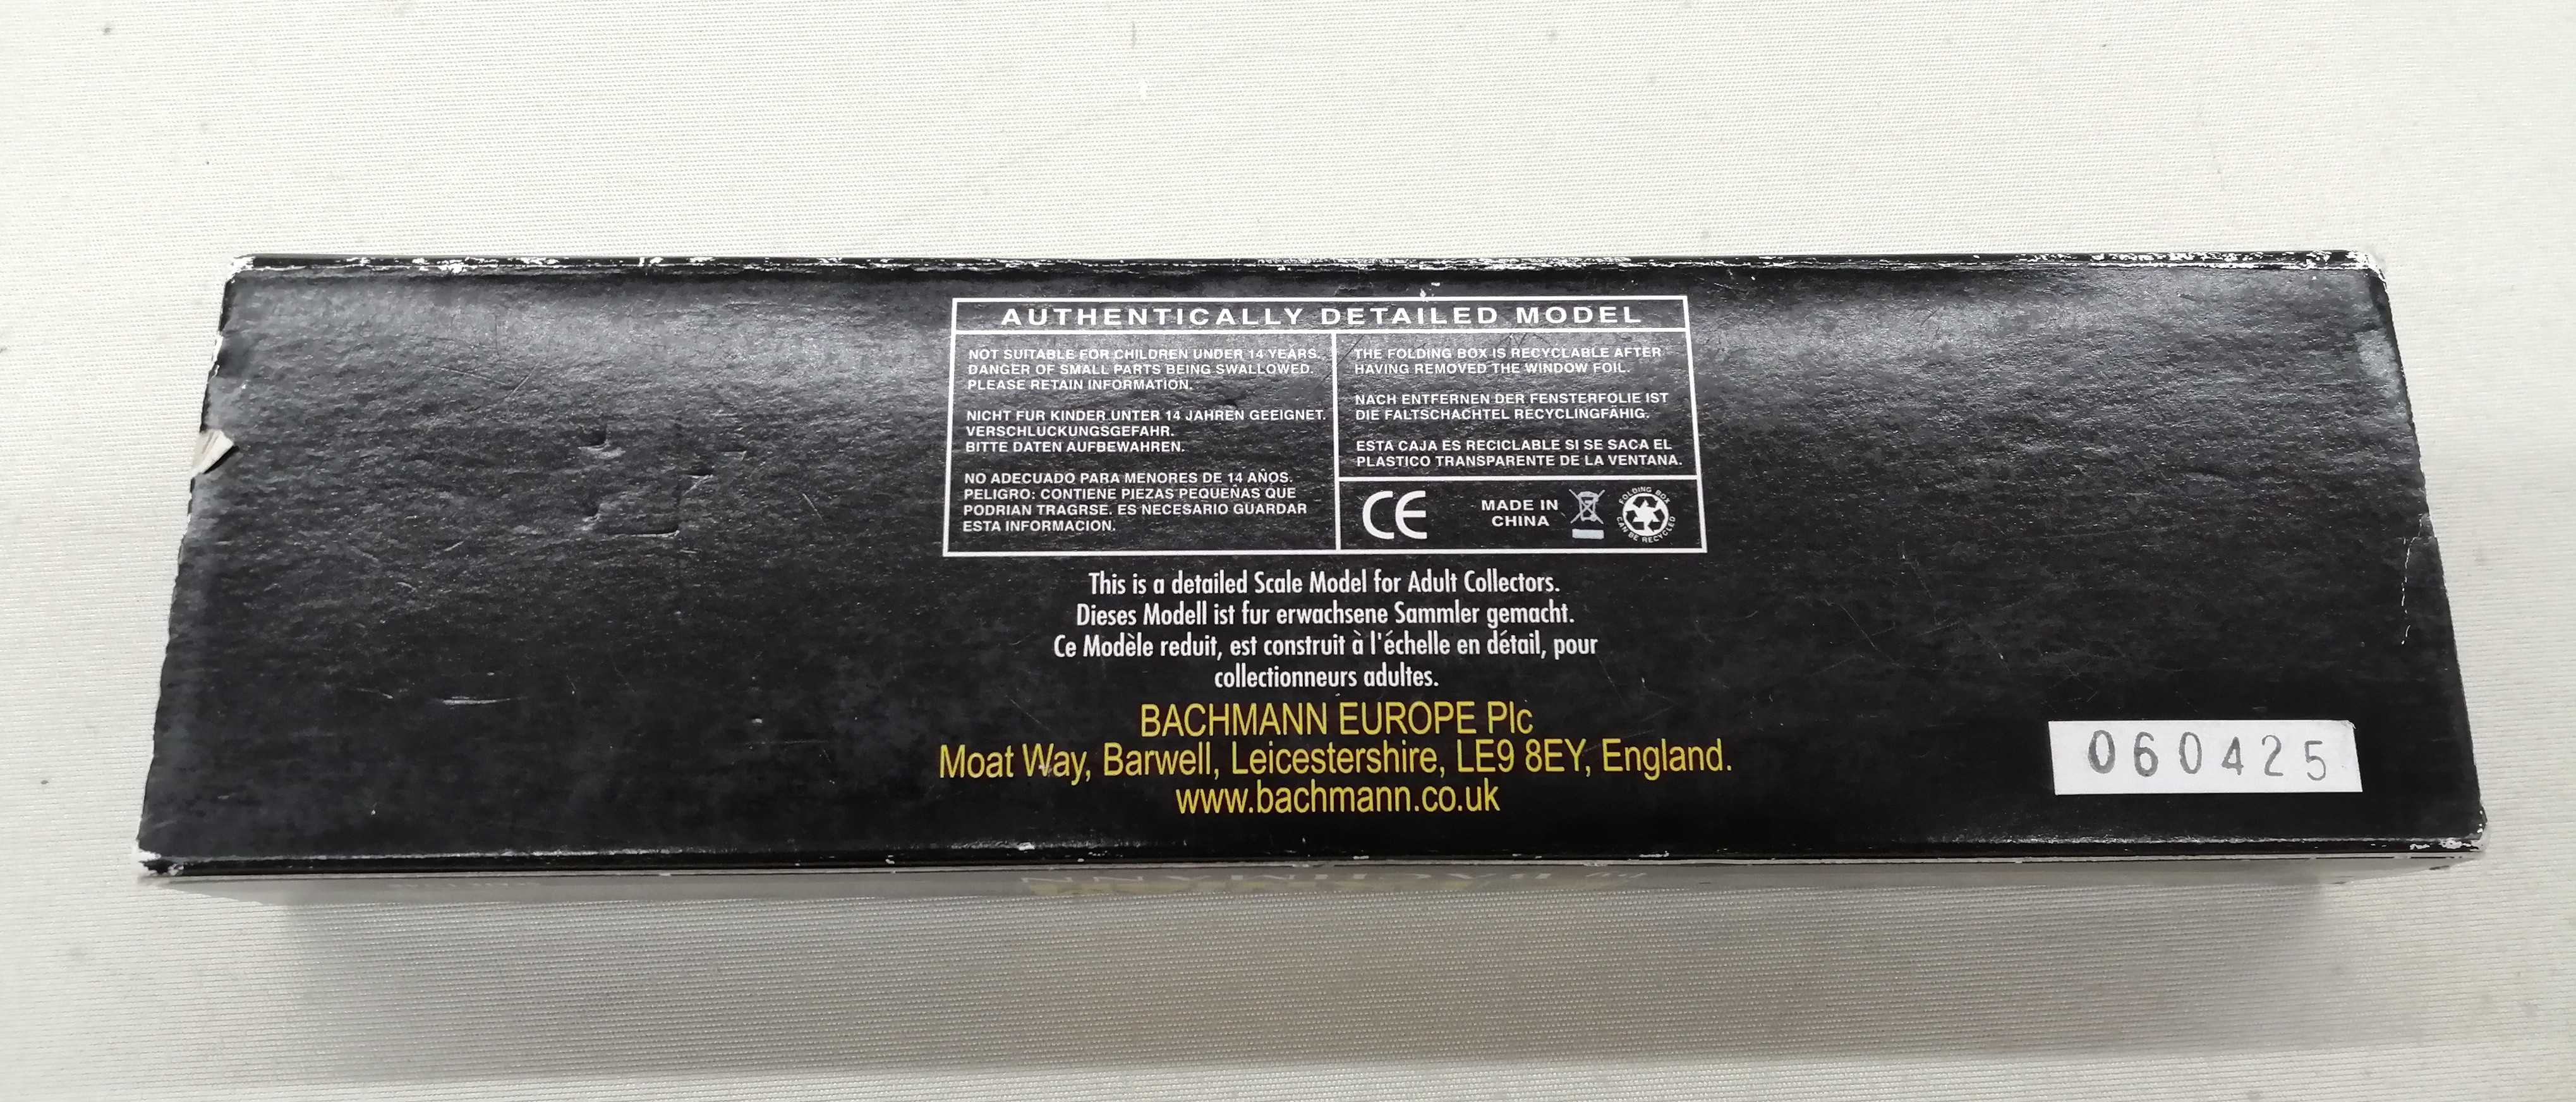 AUTHENTICALLY DETAILED MODEL
NOT SUITABLE FOR CHILDREN UNDER 14 YEARS.
DANGER OF SMALL PARTS BEING SWALLOWED.
PLEASE RETAIN INFORMATION.
NICHT FUR KINDER UNTER 14 JAHREN GEEIGNET.
VERSCHLUCKUNGSGEFAHR.
BITTE DATEN AUFBEWAHREN.
NO ADECUADO PARA MENORES DE 14 AÑOS.
PELIGRO: CONTIENE PIEZAS PEQUEÑAS QUE
PODRIAN TRAGRSE. ES NECESARIO GUARDAR
ESTA INFORMACION.
THE FOLDING BOX IS RECYCLABLE AFTER
HAVING REMOVED THE WINDOW FOIL.
NACH ENTFERNEN DER FENSTERFOLIE IST
DIE FALTSCHACHTEL RECYCLINGFÄHIG.
ESTA CAJA ES RECICLABLE SI SE SACA EL
PLASTICO TRANSPARENTE DE LA VENTANA.
CE
MADE IN
CHINA
FOLDING BOX
CAN BE RECYCLED
This is a detailed Scale Model for Adult Collectors.
Dieses Modell ist fur erwachsene Sammler gemacht.
Ce Modèle reduit, est construit à l'échelle en détail, pour
collectionneurs adultes.
BACHMANN EUROPE Plc
Moat Way, Barwell, Leicestershire, LE9 8EY, England.
www.bachmann.co.uk
060425